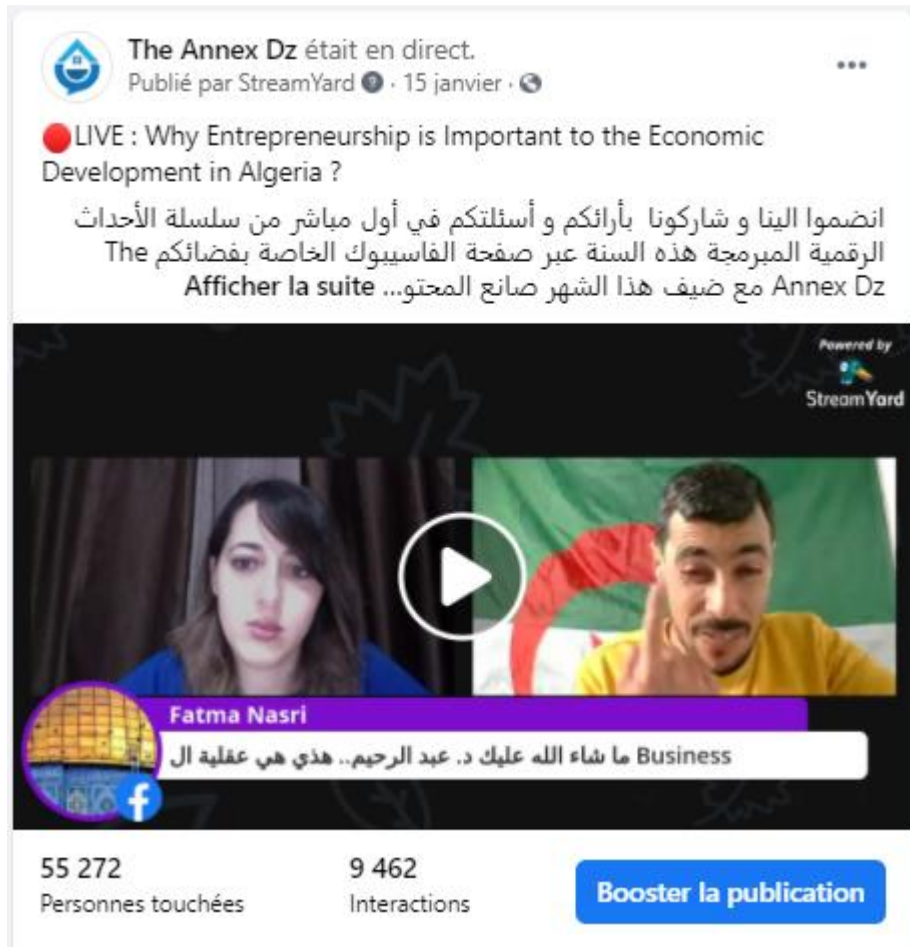 The Annex Dz était en direct.
Publié par StreamYard · 15 janvier ·
LIVE : Why Entrepreneurship is Important to the Economic
Development in Algeria ?
انضموا الينا و شاركونا بأرائكم و أسئلتكم في أول مباشر من سلسلة الأحداث
الرقمية المبرمجة هذه السنة عبر صفحة الفاسيبوك الخاصة بفضائكم The
Annex Dz مع ضيف هذا الشهر صانع المحتو... Afficher la suite
Powered by
StreamYard
Fatma Nasri
ما شاء الله عليك د. عبد الرحيم.. هذي هي عقلية ال Business
55 272
Personnes touchées
9 462
Interactions
Booster la publication